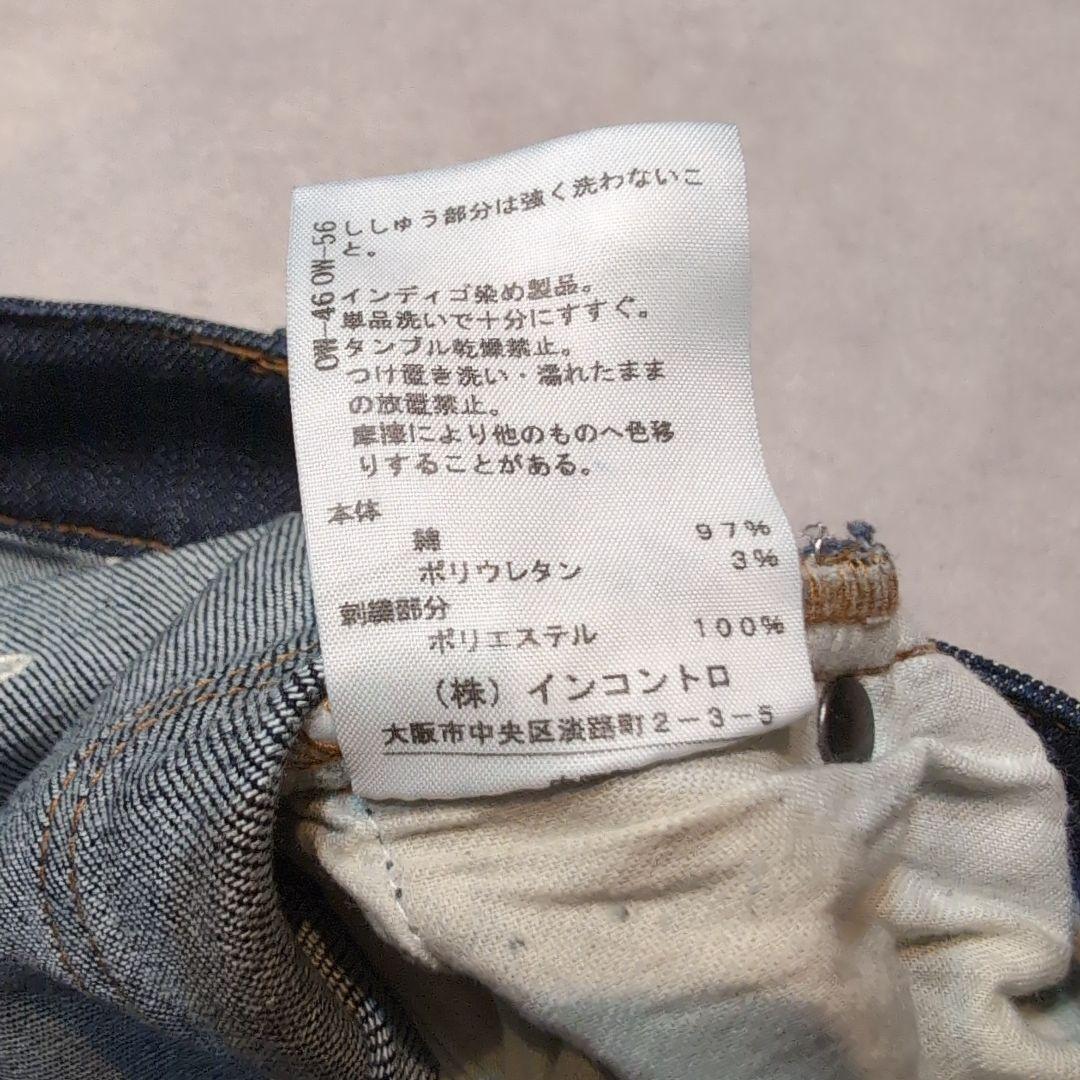 ししゅう部分は強く洗わないこ
と。
インディゴ染め製品。
単品洗いで十分にすすぐ。
タンブル乾燥禁止。
つけ置き洗い・濡れたまま
の放置禁止。
摩擦により他のものへ色移
りすることがある。
OW-46 OW-56
本体
綿 97%
ポリウレタン 3%
刺繍部分
ポリエステル 100%
（株）インコントロ
大阪市中央区淡路町2-3-5